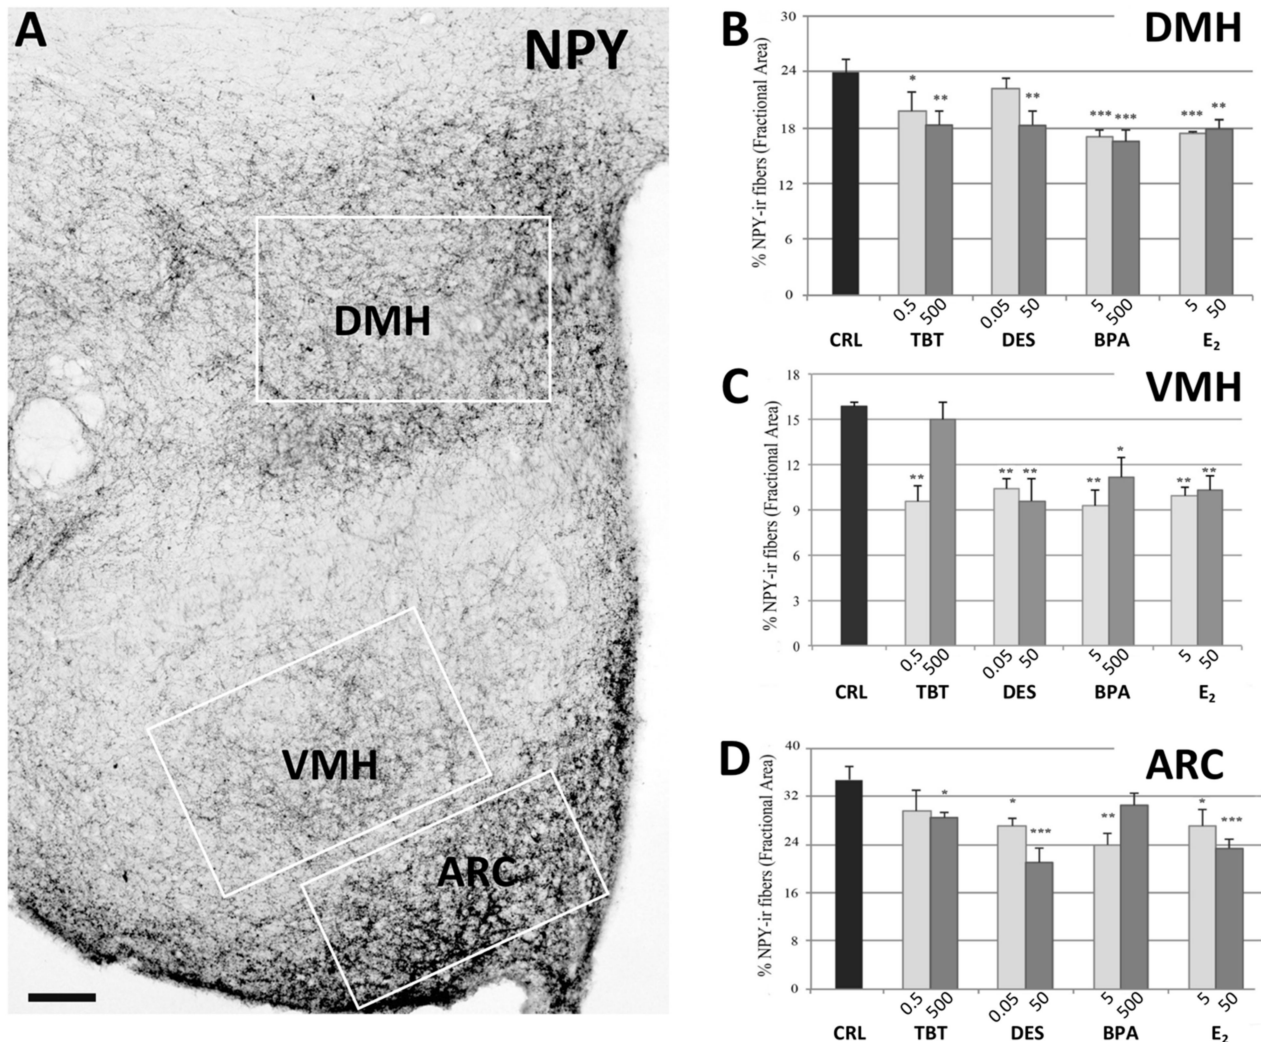 A
NPY
DMH
VMH
ARC
B
DMH
% NPY-ir fibers (Fractional Area)
30
24
18
12
6
0
* ** ** *** *** *** **
0.5 500 0.05 50 5 500 5 50
CRL TBT DES BPA E₂
C
VMH
% NPY-ir fibers (Fractional Area)
18
15
12
9
6
3
0
** ** ** ** * ** **
0.5 500 0.05 50 5 500 5 50
CRL TBT DES BPA E₂
D
ARC
% NPY-ir fibers (Fractional Area)
40
32
24
16
8
0
* * *** ** * ***
0.5 500 0.05 50 5 500 5 50
CRL TBT DES BPA E₂